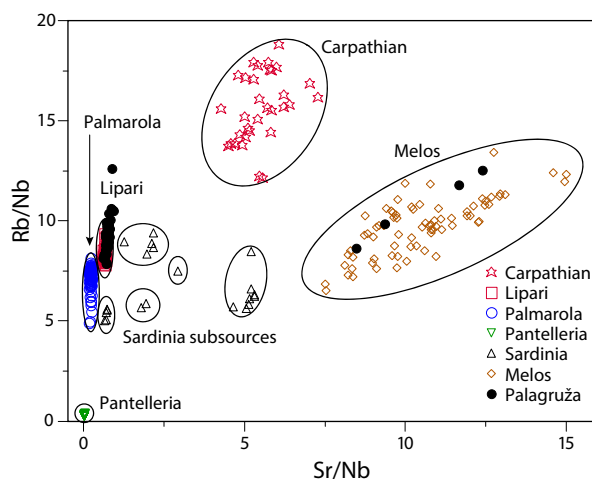 20
15
10
5
0
Rb/Nb
0
5
10
15
Sr/Nb
Carpathian
Palmarola
Lipari
Melos
Sardinia subsources
Pantelleria
Carpathian
Lipari
Palmarola
Pantelleria
Sardinia
Melos
Palagruža